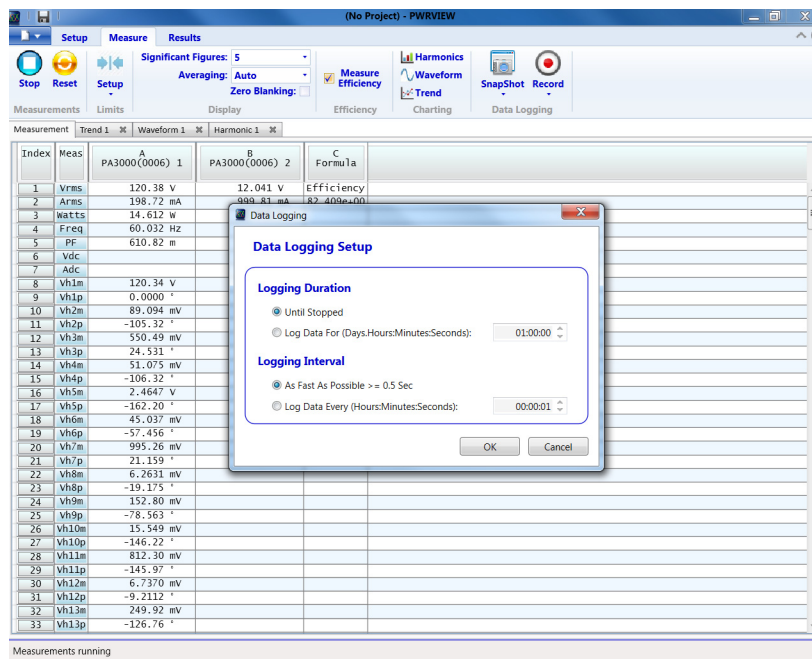 (No Project) - PWRVIEW
Setup Measure Results
Stop Reset Setup
Significant Figures: 5
Averaging: Auto
Zero Blanking:
Measure Efficiency
Harmonics
Waveform
Trend
SnapShot Record
Measurements Limits Display Efficiency Charting Data Logging
Measurement Trend 1 Waveform 1 Harmonic 1
Index Meas A PA3000(0006) 1 B PA3000(0006) 2 C Formula
1 Vrms 120.38 V 12.041 V Efficiency
2 Arms 198.72 mA 999.81 mA 82.409e+00
3 Watts 14.612 W
4 Freq 60.032 Hz
5 PF 610.82 m
6 Vdc
7 Adc
8 Vh1m 120.34 V
9 Vh1p 0.0000 °
10 Vh2m 89.094 mV
11 Vh2p -105.32 °
12 Vh3m 550.49 mV
13 Vh3p 24.531 °
14 Vh4m 51.075 mV
15 Vh4p -106.32 °
16 Vh5m 2.4647 V
17 Vh5p -162.20 °
18 Vh6m 45.037 mV
19 Vh6p -57.456 °
20 Vh7m 995.26 mV
21 Vh7p 21.159 °
22 Vh8m 6.2631 mV
23 Vh8p -19.175 °
24 Vh9m 152.80 mV
25 Vh9p -78.563 °
26 Vh10m 15.549 mV
27 Vh10p -146.22 °
28 Vh11m 812.30 mV
29 Vh11p -145.97 °
30 Vh12m 6.7370 mV
31 Vh12p -9.2112 °
32 Vh13m 249.92 mV
33 Vh13p -126.76 °
Data Logging
Data Logging Setup
Logging Duration
Until Stopped
Log Data For (Days.Hours:Minutes:Seconds): 01:00:00
Logging Interval
As Fast As Possible >= 0.5 Sec
Log Data Every (Hours:Minutes:Seconds): 00:00:01
OK Cancel
Measurements running